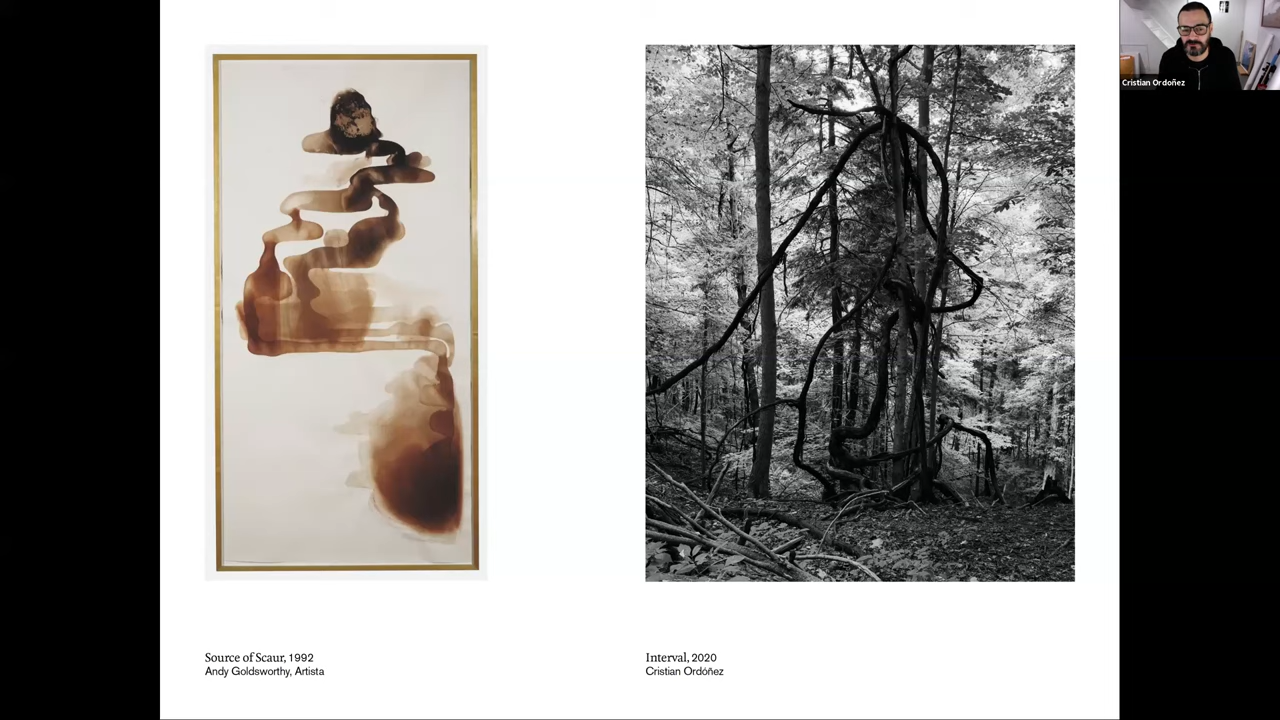 Cristian Ordoñez
Source of Scaur, 1992
Andy Goldsworthy, Artista
Interval, 2020
Cristian Ordóñez